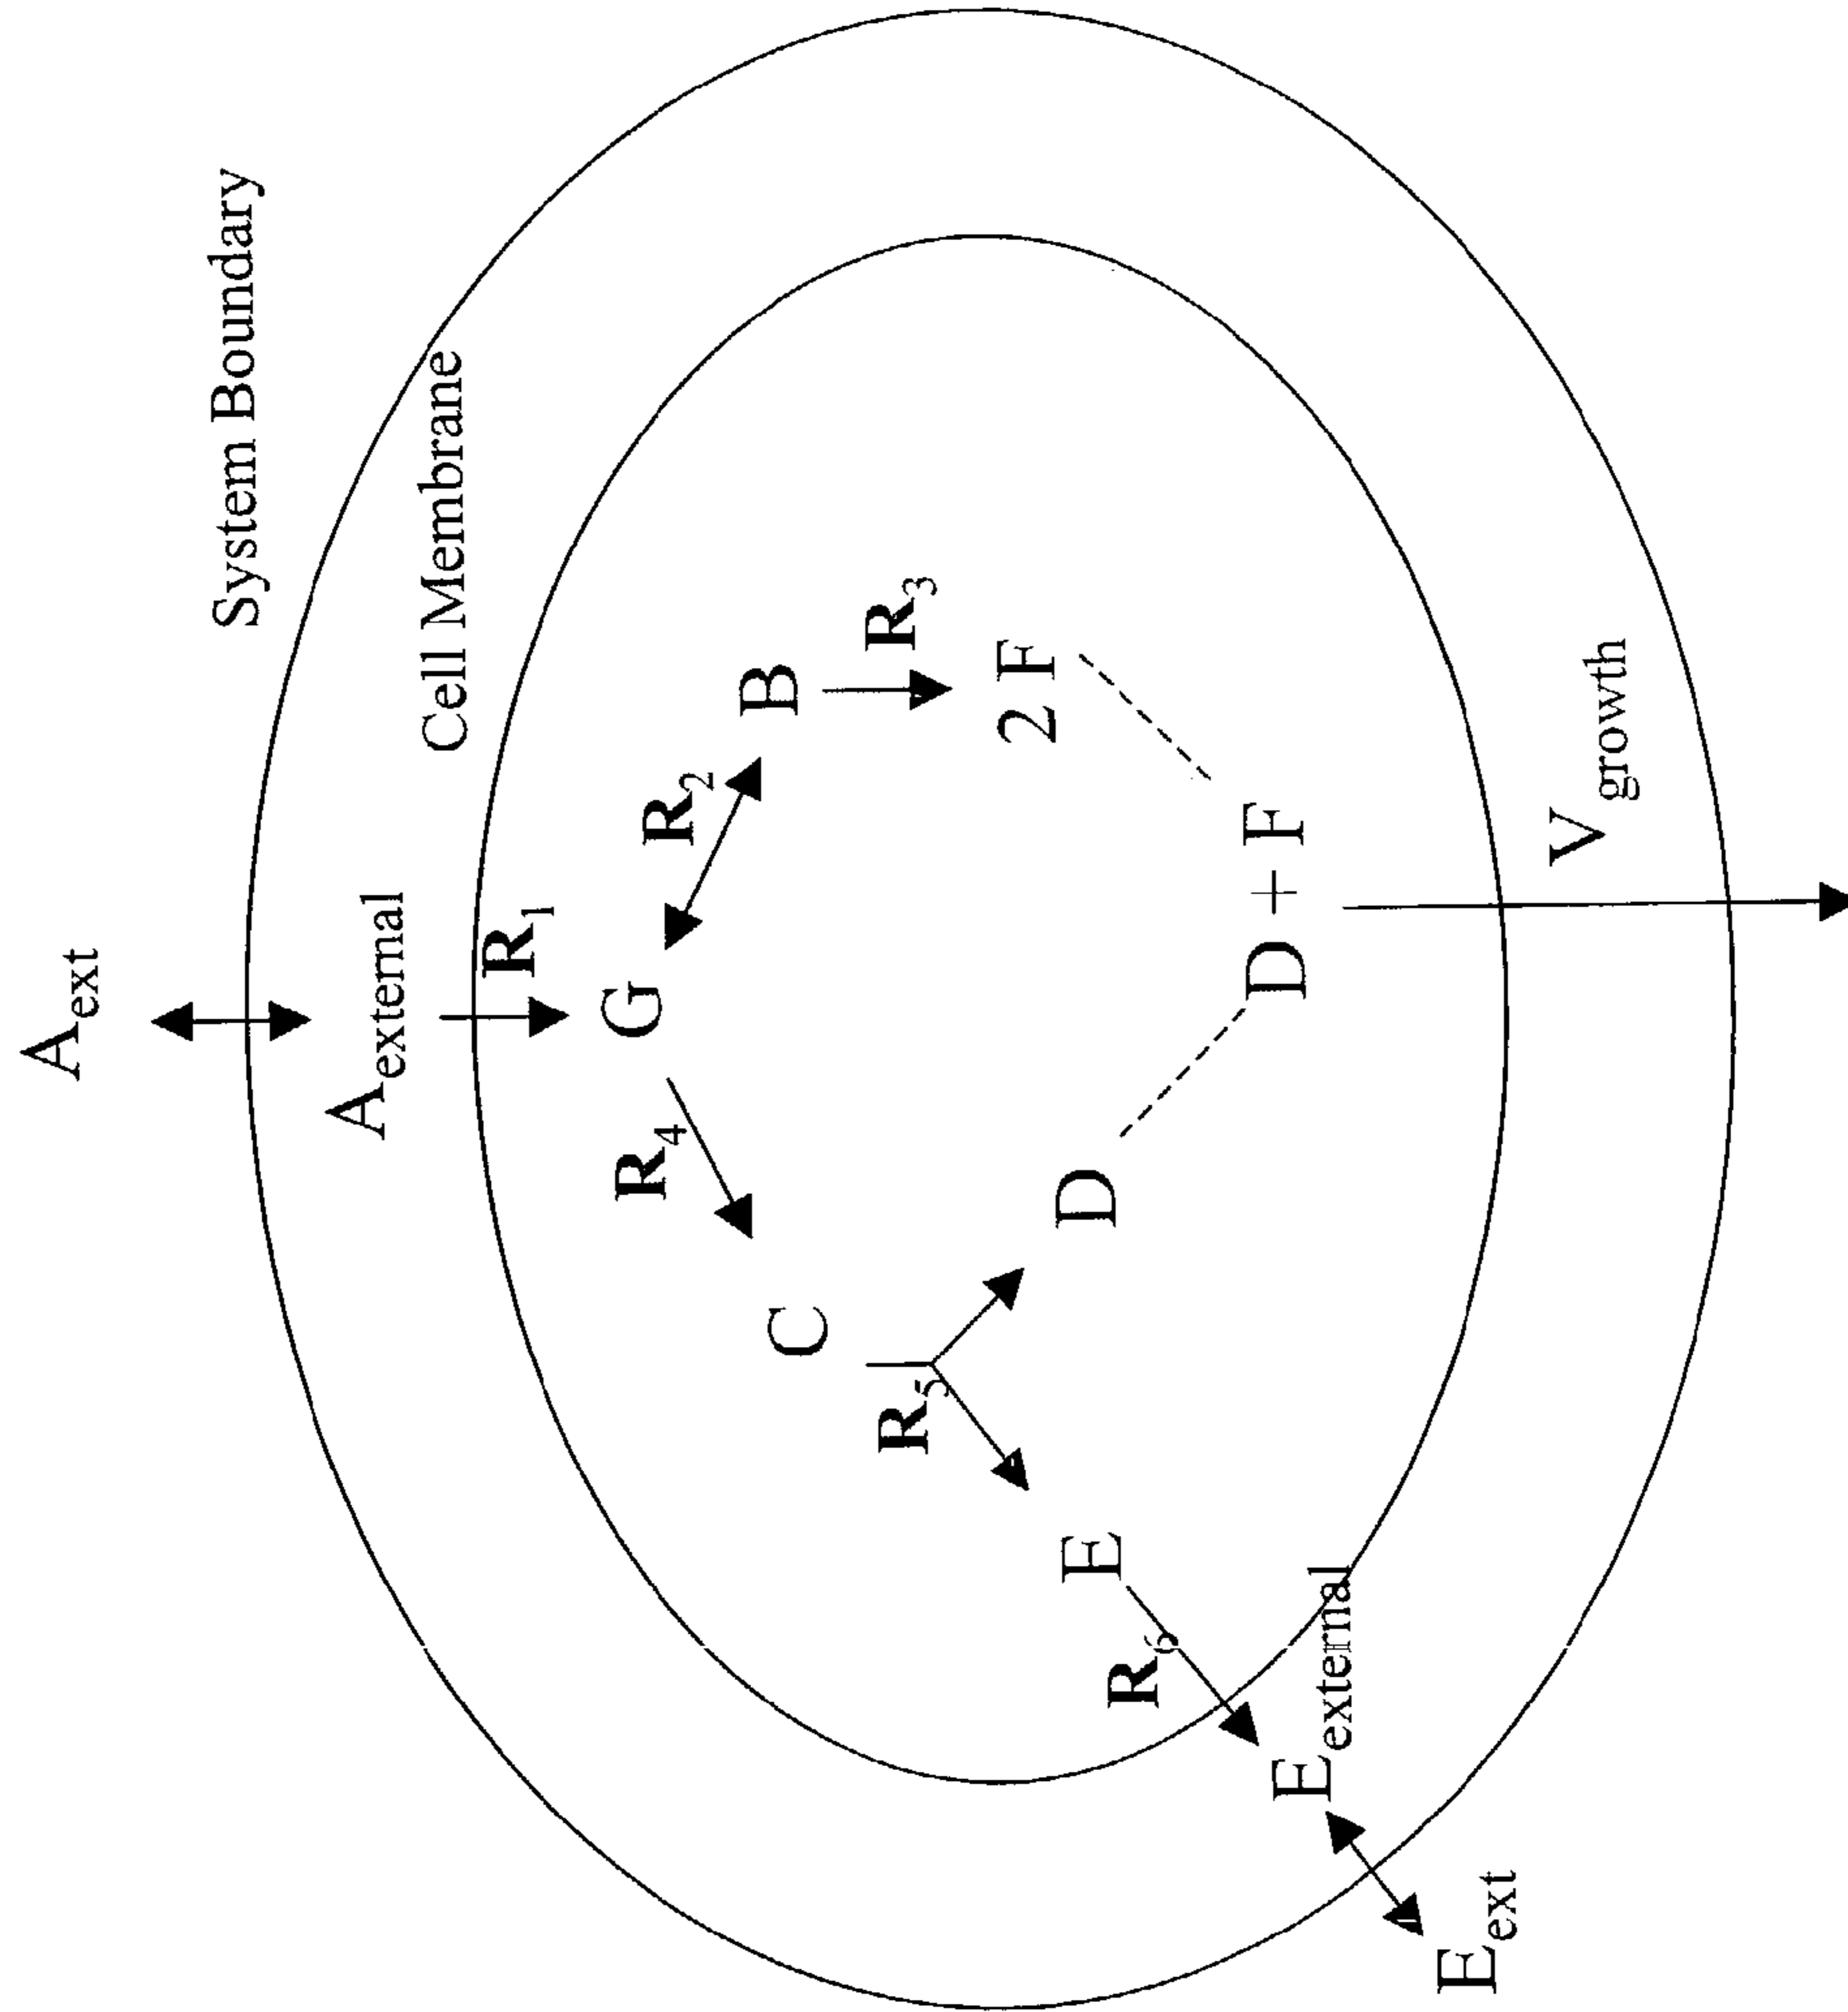 A_ext
System Boundary
A_external
Cell Membrane
R_1
G
R_4
R_2
C
B
R_5
R_3
E
D
2 F
R_6
E_external
D + F
E_ext
V_growth